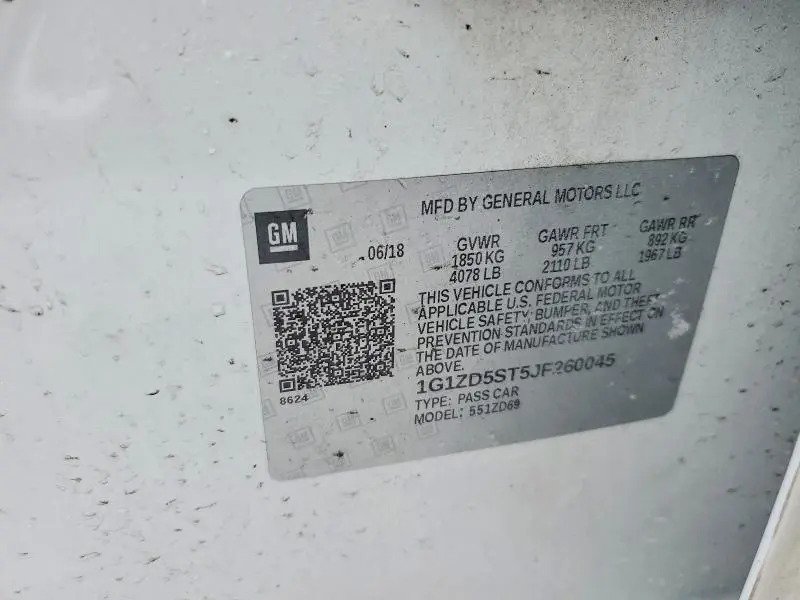 MFD BY GENERAL MOTORS LLC
GM
06/18
GVWR GAWR FRT GAWR RR
1850 KG 957 KG 892 KG
4078 LB 2110 LB 1967 LB
THIS VEHICLE CONFORMS TO ALL
APPLICABLE U.S. FEDERAL MOTOR
VEHICLE SAFETY, BUMPER, AND THEFT
PREVENTION STANDARDS IN EFFECT ON
THE DATE OF MANUFACTURE SHOWN
ABOVE.
1G1ZD5ST5JF260045
TYPE: PASS CAR
MODEL: 551ZD69
8624